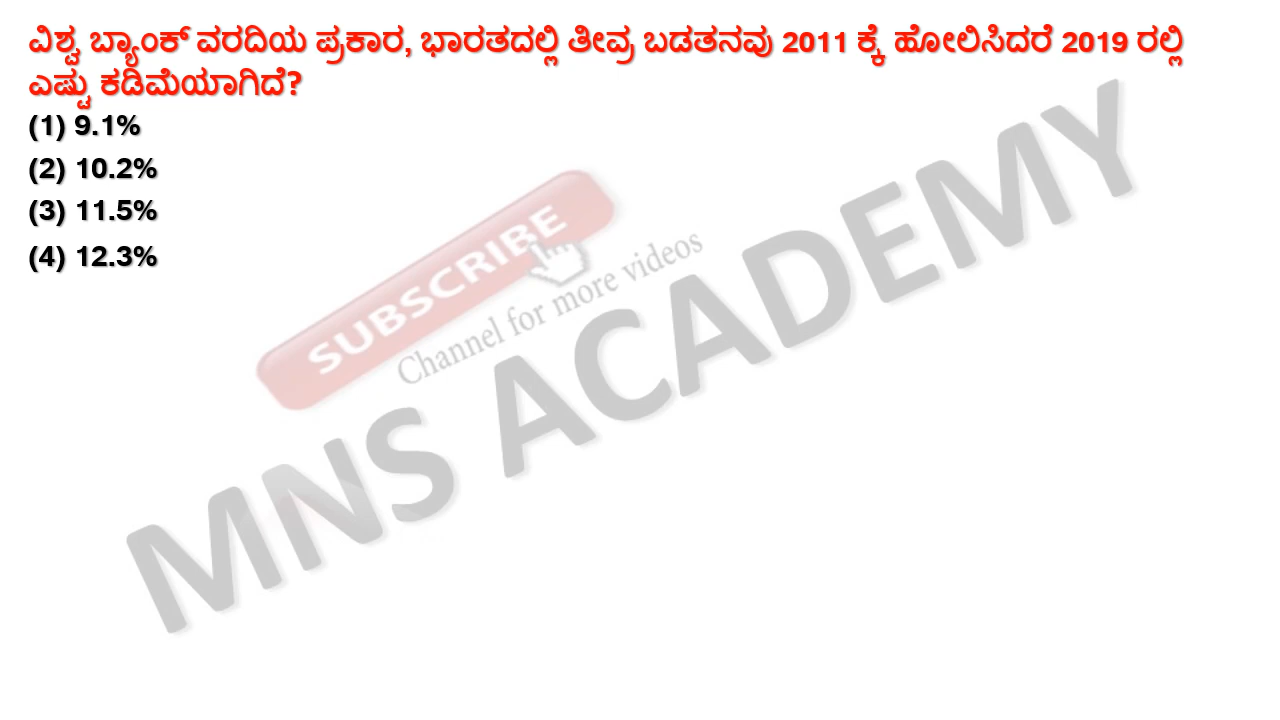 ವಿಶ್ವ ಬ್ಯಾಂಕ್ ವರದಿಯ ಪ್ರಕಾರ, ಭಾರತದಲ್ಲಿ ತೀವ್ರ ಬಡತನವು 2011 ಕ್ಕೆ ಹೋಲಿಸಿದರೆ 2019 ರಲ್ಲಿ
ಎಷ್ಟು ಕಡಿಮೆಯಾಗಿದೆ?
(1) 9.1%
(2) 10.2%
(3) 11.5%
(4) 12.3%
SUBSCRIBE
Channel for more videos
MNS ACADEMY